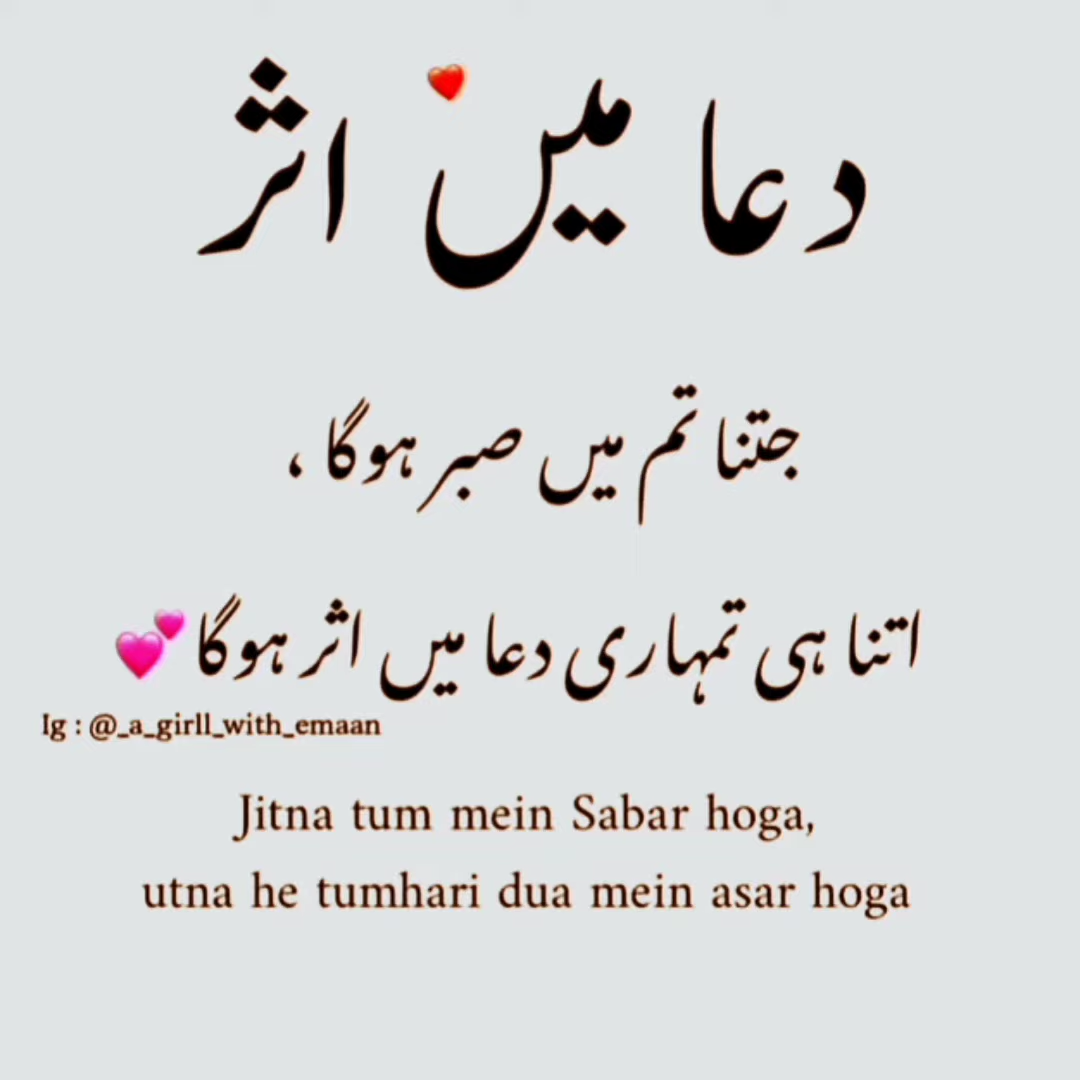 دعا میں اثر
جتنا تم میں صبر ہوگا ،
اتنا ہی تمہاری دعا میں اثر ہوگا
Ig : @_a_girll_with_emaan
Jitna tum mein Sabar hoga,
utna he tumhari dua mein asar hoga